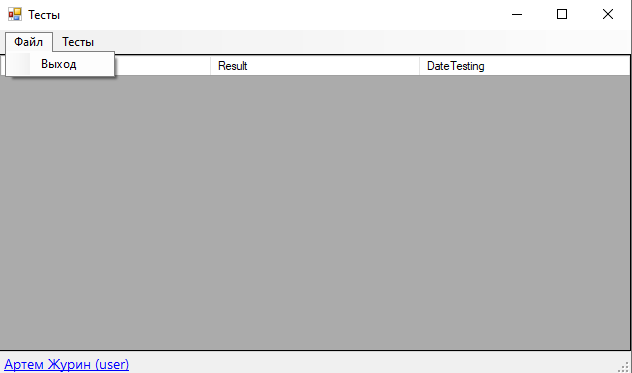 Тесты
Файл Тесты
Выход
Result DateTesting
Артем Журин (user)